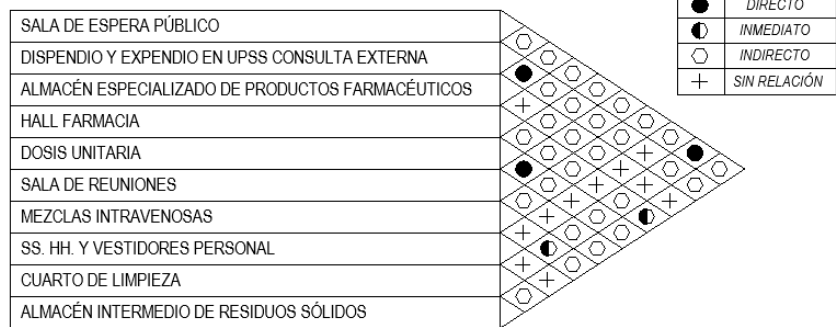 SALA DE ESPERA PÚBLICO
DISPENDIO Y EXPENDIO EN UPSS CONSULTA EXTERNA
ALMACÉN ESPECIALIZADO DE PRODUCTOS FARMACÉUTICOS
HALL FARMACIA
DOSIS UNITARIA
SALA DE REUNIONES
MEZCLAS INTRAVENOSAS
SS. HH. Y VESTIDORES PERSONAL
CUARTO DE LIMPIEZA
ALMACÉN INTERMEDIO DE RESIDUOS SÓLIDOS
DIRECTO
INMEDIATO
INDIRECTO
SIN RELACIÓN